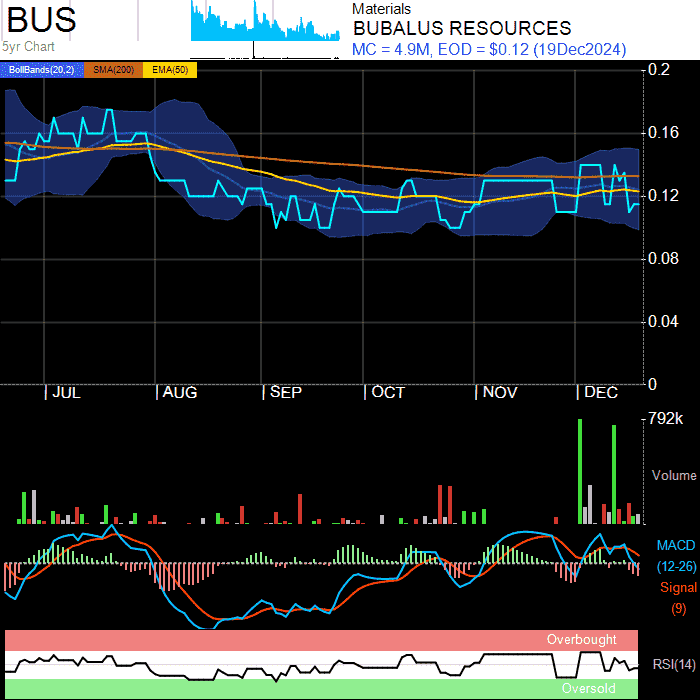 BUS
5yr Chart
Materials
BUBALUS RESOURCES
MC = 4.9M, EOD = $0.12 (19Dec2024)
BollBands(20,2) SMA(200) EMA(50)
0.2
0.16
0.12
0.08
0.04
0
JUL AUG SEP OCT NOV DEC
792k
Volume
MACD
(12-26)
Signal
(9)
Overbought
RSI(14)
Oversold